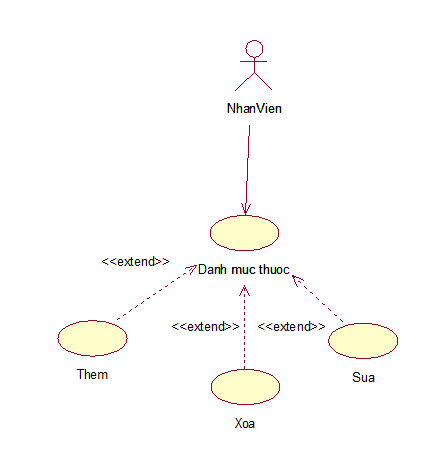 NhanVien
<<extend>>
Danh muc thuoc
<<extend>>
<<extend>>
Them
Sua
Xoa